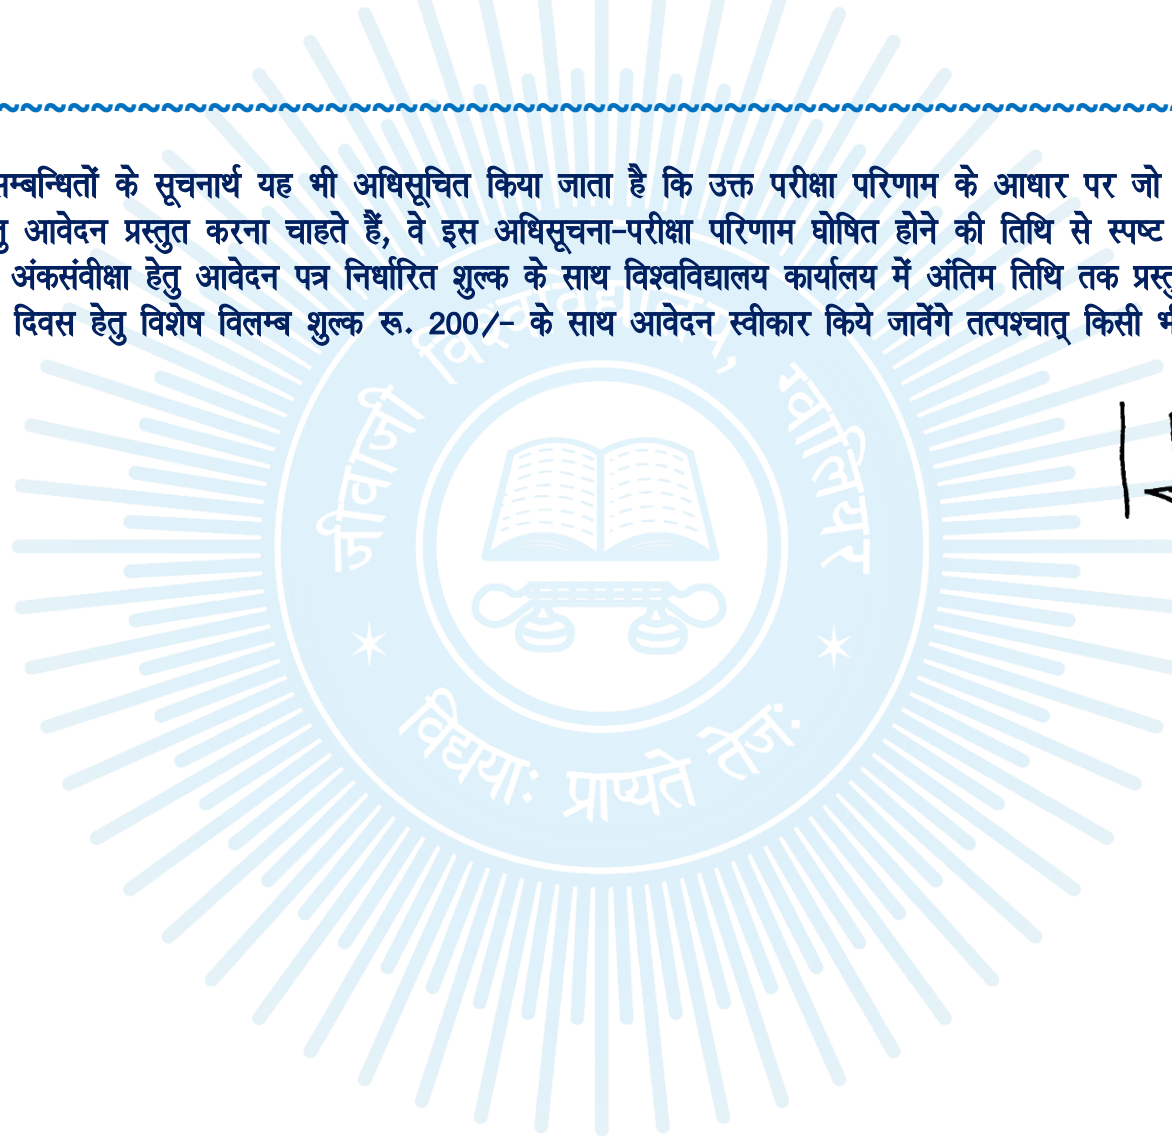 सम्बन्धितों के सूचनार्थ यह भी अधिसूचित किया जाता है कि उक्त परीक्षा परिणाम के आधार पर जो
आवेदन प्रस्तुत करना चाहते हैं, वे इस अधिसूचना-परीक्षा परिणाम घोषित होने की तिथि से स्पष्ट
अंकसंवीक्षा हेतु आवेदन पत्र निर्धारित शुल्क के साथ विश्वविद्यालय कार्यालय में अंतिम तिथि तक
दिवस हेतु विशेष विलम्ब शुल्क रू. 200/- के साथ आवेदन स्वीकार किये जावेंगे तत्पश्चात् किसी
जीवाजी विश्वविद्यालय, ग्वालियर
विद्ययाः प्राप्यते तेजः